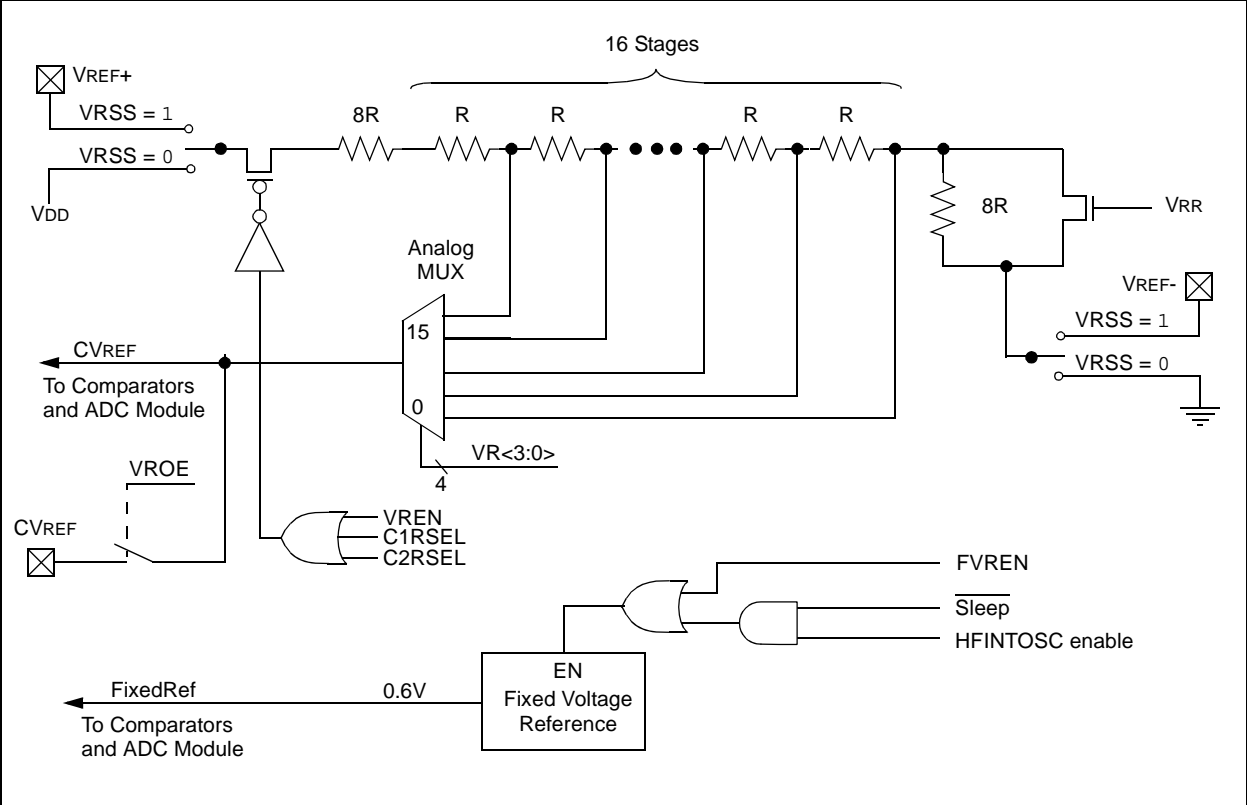 16 Stages
VREF+
VRSS = 1
VRSS = 0
VDD
8R
R
R
R
R
8R
VRR
VREF-
VRSS = 1
VRSS = 0
Analog
MUX
15
0
CVREF
To Comparators
and ADC Module
VR<3:0>
4
VROE
CVREF
VREN
C1RSEL
C2RSEL
FVREN
Sleep
HFINTOSC enable
EN
Fixed Voltage
Reference
FixedRef
0.6V
To Comparators
and ADC Module